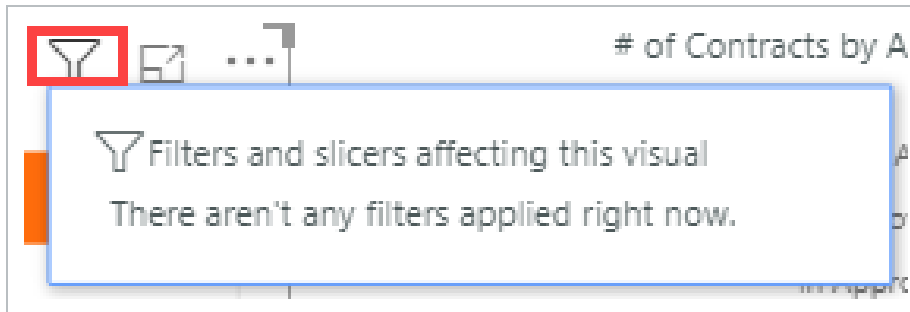 # of Contracts by A
Filters and slicers affecting this visual
There aren't any filters applied right now.